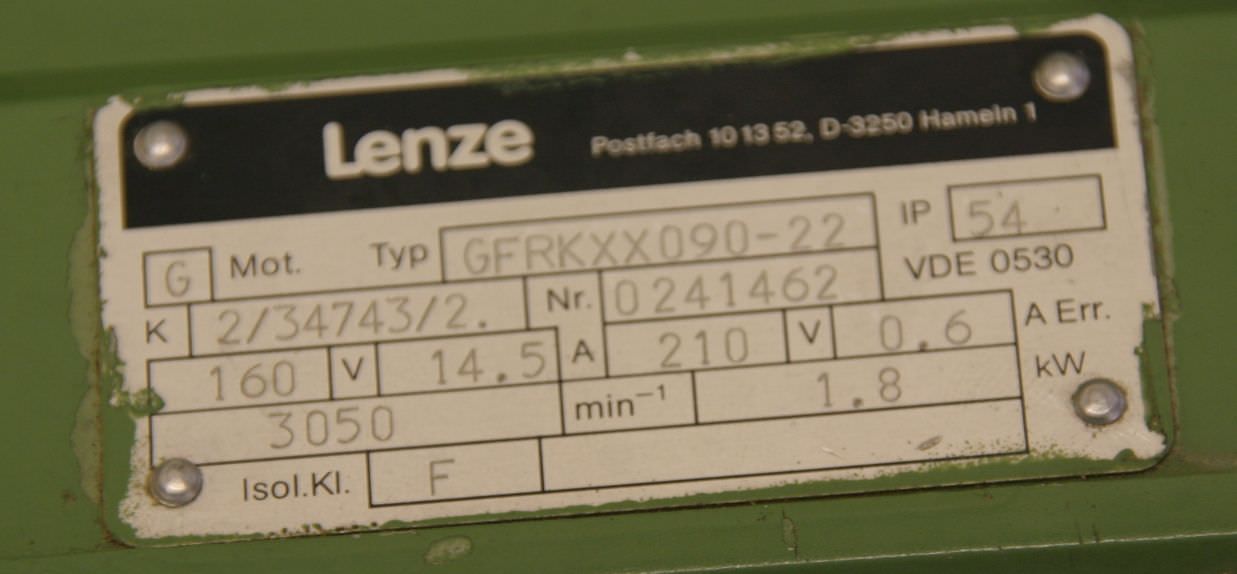 Lenze Postfach 10 13 52, D-3250 Hameln 1
G Mot. Typ GFRKXX090-22 IP 54
K 2/34743/2. Nr. 0241462 VDE 0530
160 V 14.5 A 210 V 0.6 A Err.
3050 min⁻¹ 1.8 kW
Isol.Kl. F